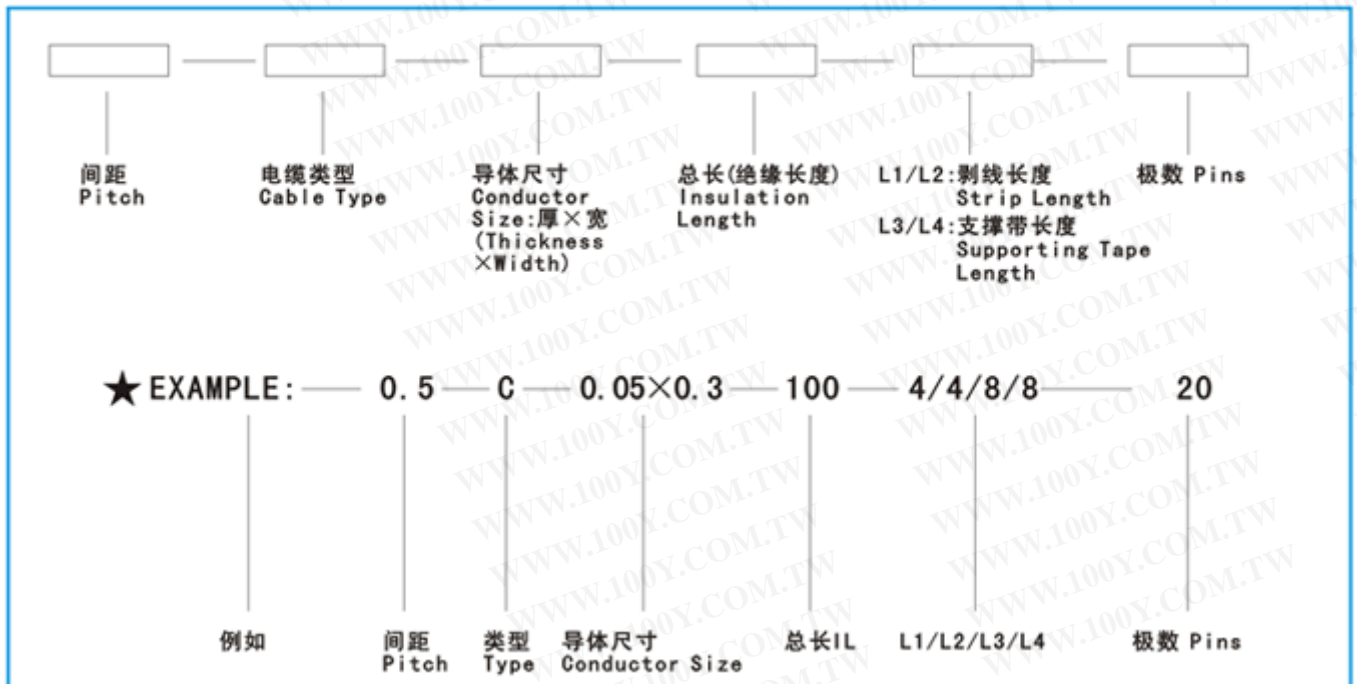 间距
Pitch
电缆类型
Cable Type
导体尺寸
Conductor
Size:厚×宽
(Thickness
×Width)
总长(绝缘长度)
Insulation
Length
L1/L2:剥线长度
Strip Length
L3/L4:支撑带长度
Supporting Tape
Length
极数 Pins
★EXAMPLE: 0.5 C 0.05×0.3 100 4/4/8/8 20
例如
间距
Pitch
类型
Type
导体尺寸
Conductor Size
总长IL
L1/L2/L3/L4
极数 Pins
WWW.100Y.COM.TW